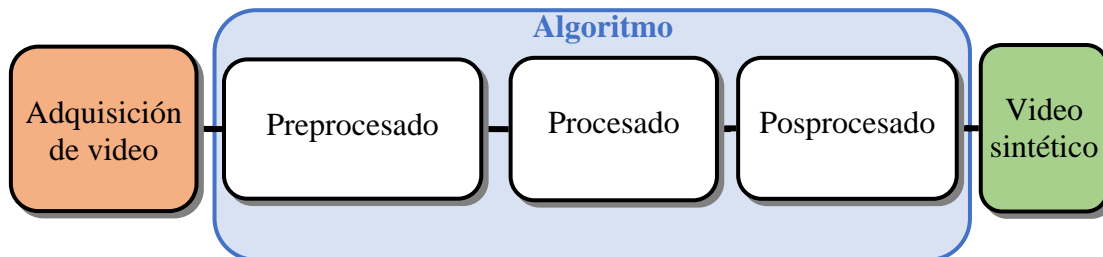 Algoritmo
Adquisición
de video
Preprocesado
Procesado
Posprocesado
Video
sintético